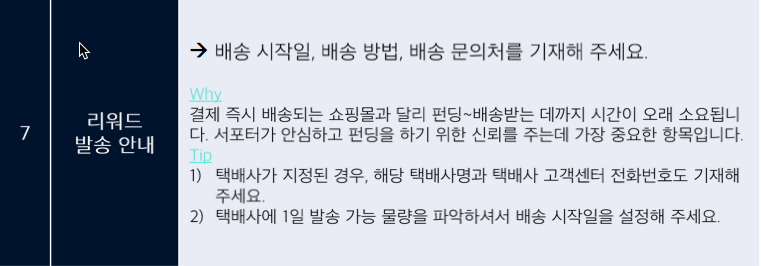 7
리워드
발송 안내
→ 배송 시작일, 배송 방법, 배송 문의처를 기재해 주세요.
Why
결제 즉시 배송되는 쇼핑몰과 달리 펀딩~배송받는 데까지 시간이 오래 소요됩니
다. 서포터가 안심하고 펀딩을 하기 위한 신뢰를 주는데 가장 중요한 항목입니다.
Tip
1) 택배사가 지정된 경우, 해당 택배사명과 택배사 고객센터 전화번호도 기재해
주세요.
2) 택배사에 1일 발송 가능 물량을 파악하셔서 배송 시작일을 설정해 주세요.